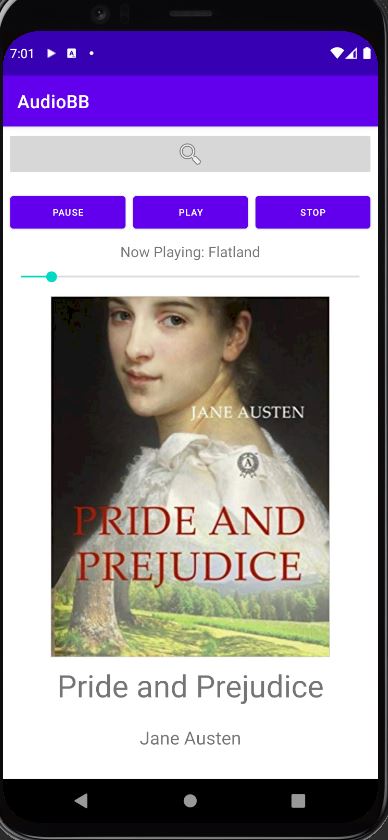 7:01
AudioBB
PAUSE PLAY STOP
Now Playing: Flatland
JANE AUSTEN
PRIDE AND
PREJUDICE
Pride and Prejudice
Jane Austen